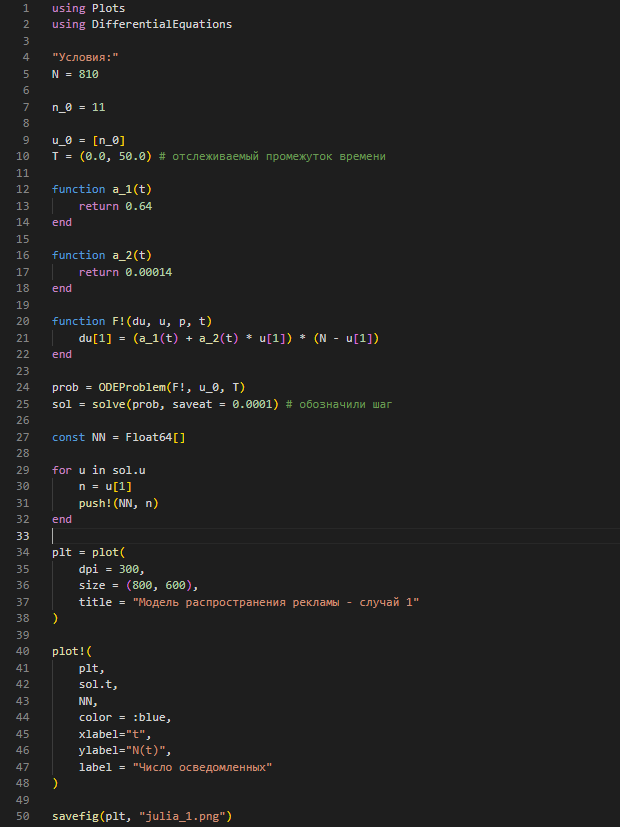 1 using Plots
2 using DifferentialEquations
3
4 "Условия:"
5 N = 810
6
7 n_0 = 11
8
9 u_0 = [n_0]
10 T = (0.0, 50.0) # отслеживаемый промежуток времени
11
12 function a_1(t)
13     return 0.64
14 end
15
16 function a_2(t)
17     return 0.00014
18 end
19
20 function F!(du, u, p, t)
21     du[1] = (a_1(t) + a_2(t) * u[1]) * (N - u[1])
22 end
23
24 prob = ODEProblem(F!, u_0, T)
25 sol = solve(prob, saveat = 0.0001) # обозначили шаг
26
27 const NN = Float64[]
28
29 for u in sol.u
30     n = u[1]
31     push!(NN, n)
32 end
33
34 plt = plot(
35     dpi = 300,
36     size = (800, 600),
37     title = "Модель распространения рекламы - случай 1"
38 )
39
40 plot!(
41     plt,
42     sol.t,
43     NN,
44     color = :blue,
45     xlabel="t",
46     ylabel="N(t)",
47     label = "Число осведомленных"
48 )
49
50 savefig(plt, "julia_1.png")